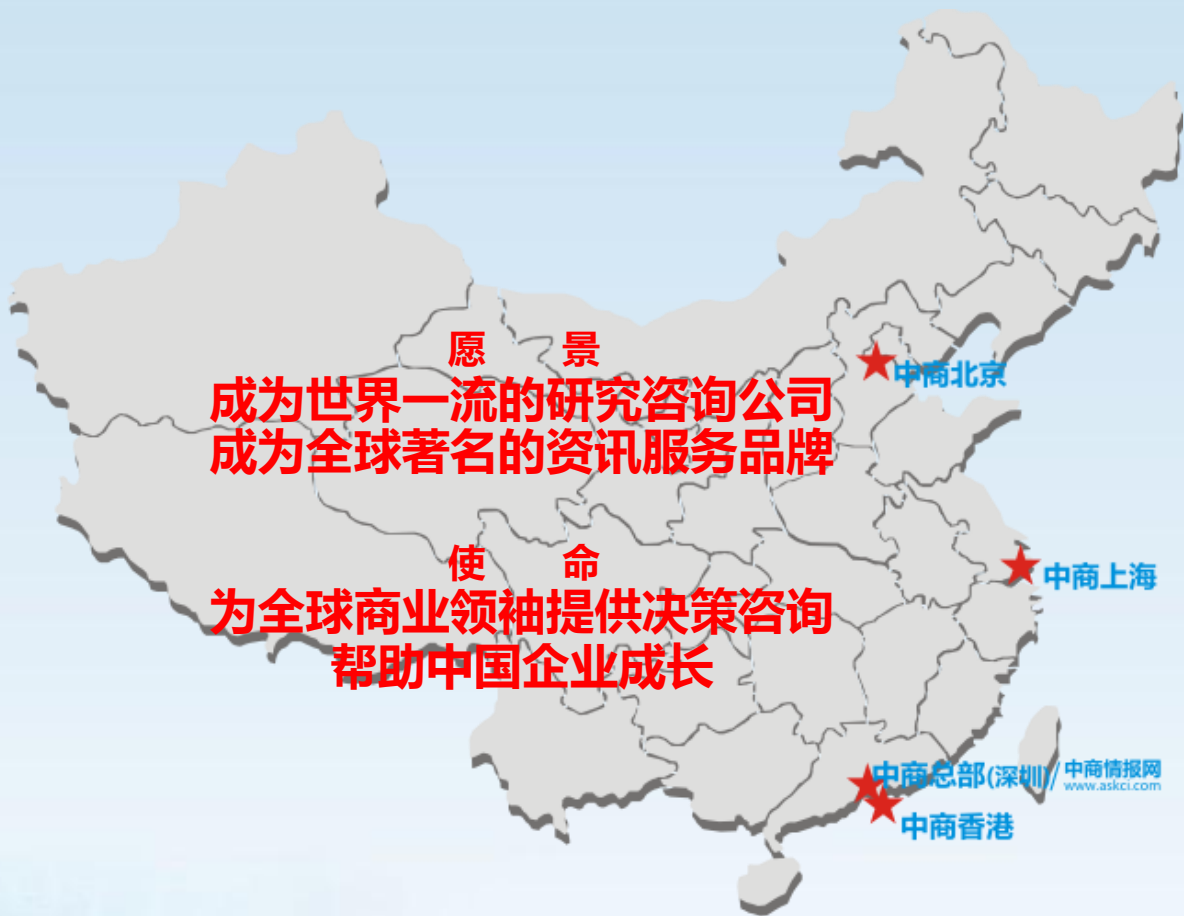 愿 景
成为世界一流的研究咨询公司
成为全球著名的资讯服务品牌
使 命
为全球商业领袖提供决策咨询
帮助中国企业成长
中商北京
中商上海
中商总部(深圳)/中商情报网
www.askci.com
中商香港